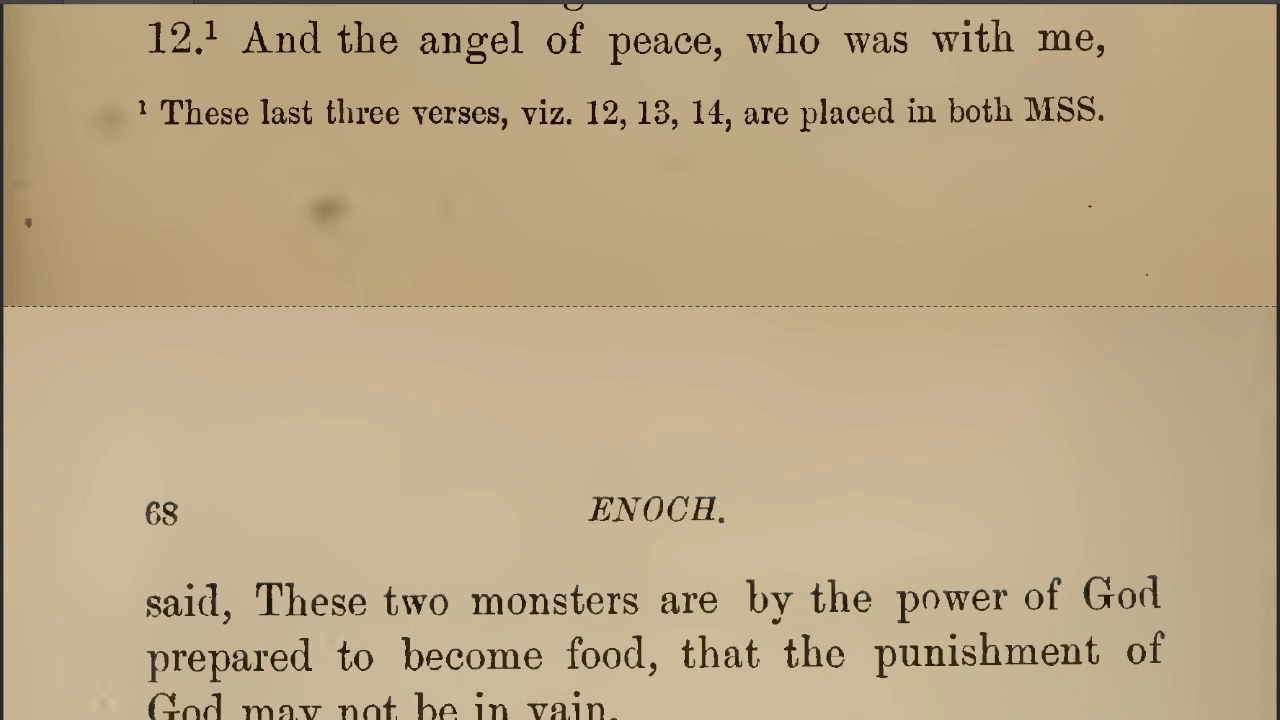 12.¹ And the angel of peace, who was with me,
¹ These last three verses, viz. 12, 13, 14, are placed in both MSS.
68
ENOCH.
said, These two monsters are by the power of God
prepared to become food, that the punishment of
God may not be in vain.